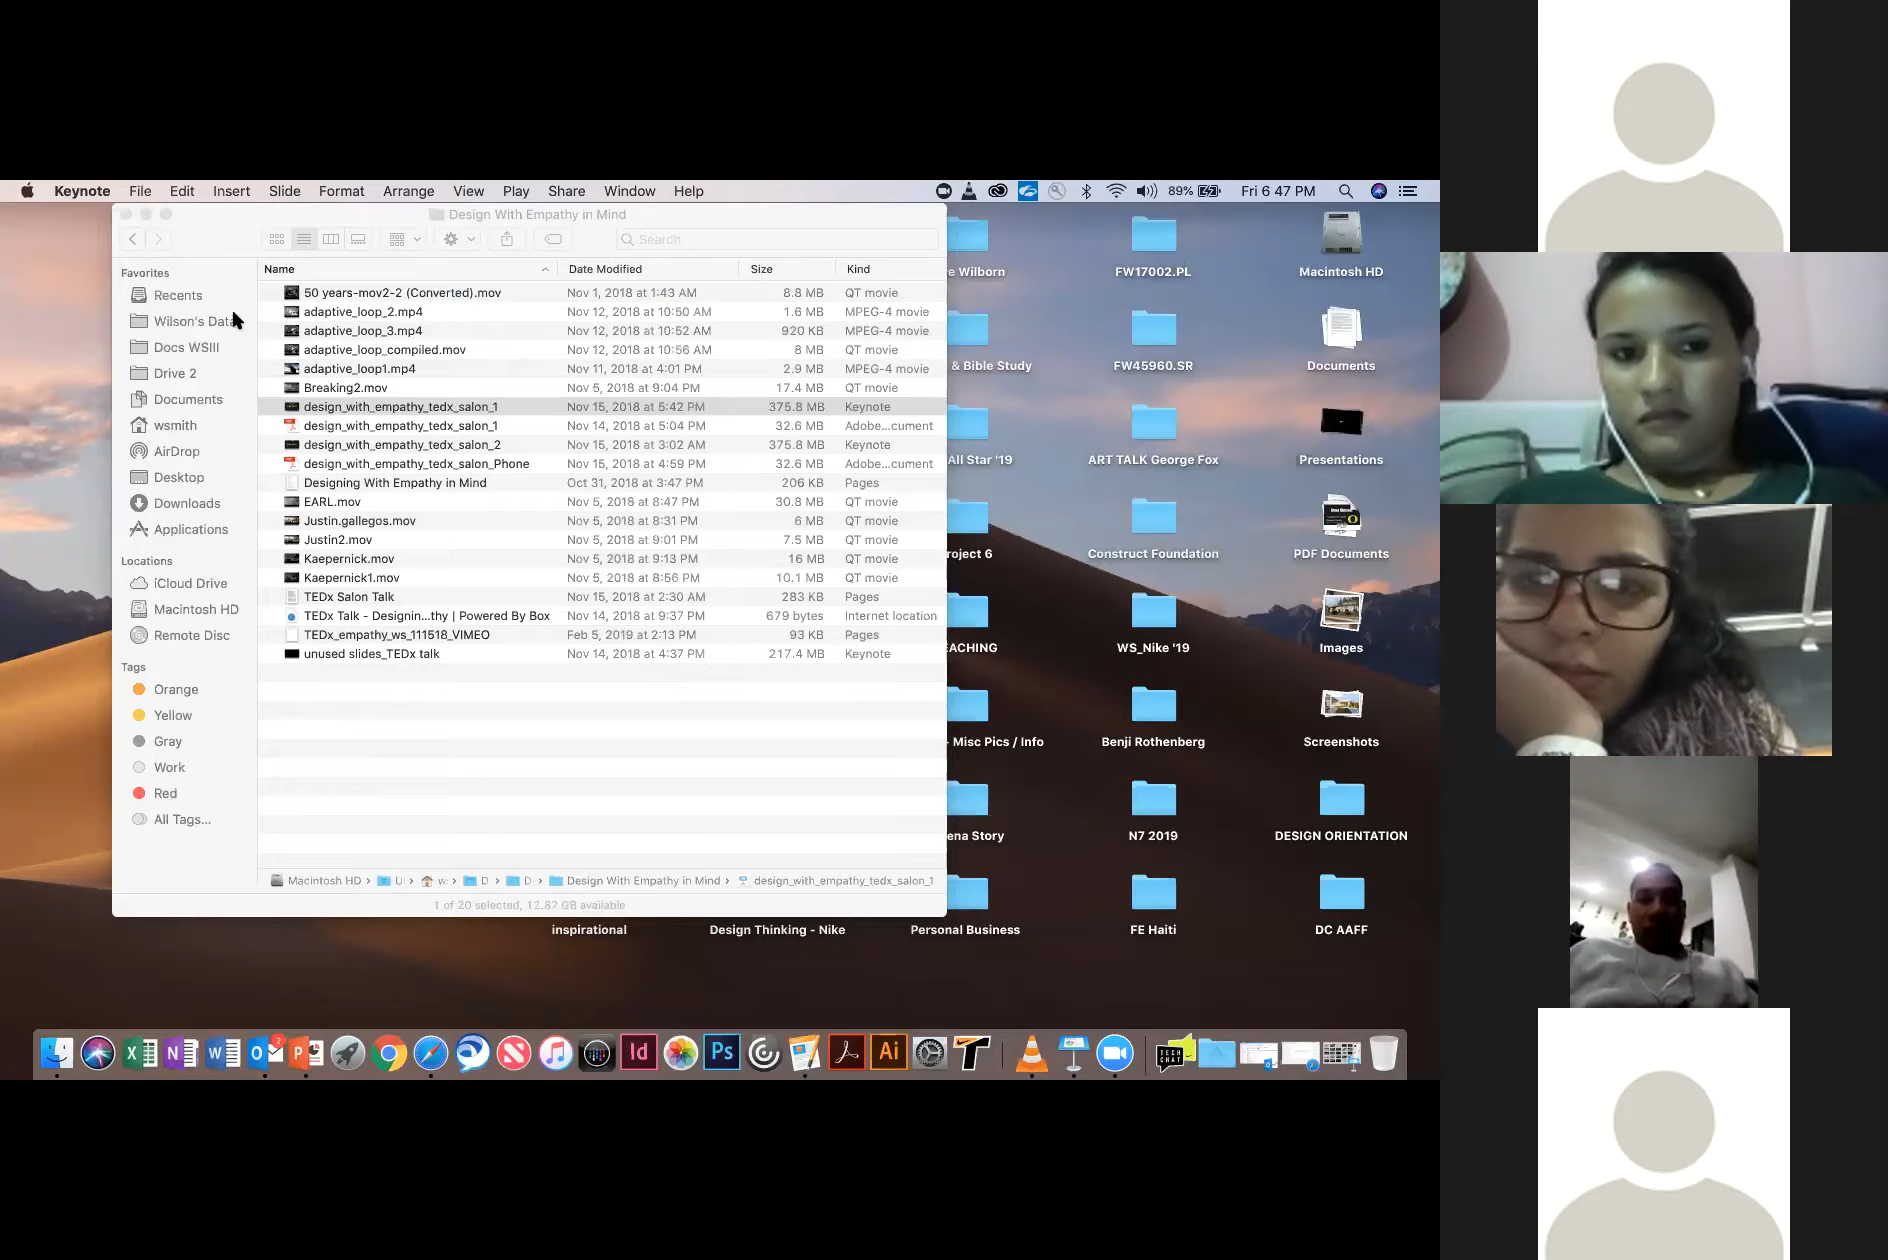 Keynote File Edit Insert Slide Format Arrange View Play Share Window Help 89% Fri 6 47 PM
Design With Empathy in Mind
Search
Favorites
Recents
Wilson's Data
Docs WSIII
Drive 2
Documents
wsmith
AirDrop
Desktop
Downloads
Applications
Locations
iCloud Drive
Macintosh HD
Remote Disc
Tags
Orange
Yellow
Gray
Work
Red
All Tags...
Name Date Modified Size Kind
50 years-mov2-2 (Converted).mov Nov 1, 2018 at 1:43 AM 8.8 MB QT movie
adaptive_loop_2.mp4 Nov 12, 2018 at 10:50 AM 1.6 MB MPEG-4 movie
adaptive_loop_3.mp4 Nov 12, 2018 at 10:52 AM 920 KB MPEG-4 movie
adaptive_loop_compiled.mov Nov 12, 2018 at 10:56 AM 8 MB QT movie
adaptive_loop1.mp4 Nov 11, 2018 at 4:01 PM 2.9 MB MPEG-4 movie
Breaking2.mov Nov 5, 2018 at 9:04 PM 17.4 MB QT movie
design_with_empathy_tedx_salon_1 Nov 15, 2018 at 5:42 PM 375.8 MB Keynote
design_with_empathy_tedx_salon_1 Nov 14, 2018 at 5:04 PM 32.6 MB Adobe...cument
design_with_empathy_tedx_salon_2 Nov 15, 2018 at 3:02 AM 375.8 MB Keynote
design_with_empathy_tedx_salon_Phone Nov 15, 2018 at 4:59 PM 32.6 MB Adobe...cument
Designing With Empathy in Mind Oct 31, 2018 at 3:47 PM 206 KB Pages
EARL.mov Nov 5, 2018 at 8:47 PM 30.8 MB QT movie
Justin.gallegos.mov Nov 5, 2018 at 8:31 PM 6 MB QT movie
Justin2.mov Nov 5, 2018 at 9:01 PM 7.5 MB QT movie
Kaepernick.mov Nov 5, 2018 at 9:13 PM 16 MB QT movie
Kaepernick1.mov Nov 5, 2018 at 8:56 PM 10.1 MB QT movie
TEDx Salon Talk Nov 15, 2018 at 2:30 AM 283 KB Pages
TEDx Talk - Designin...thy | Powered By Box Nov 14, 2018 at 9:37 PM 679 bytes Internet location
TEDx_empathy_ws_111518_VIMEO Feb 5, 2019 at 2:13 PM 93 KB Pages
unused slides_TEDx talk Nov 14, 2018 at 4:37 PM 217.4 MB Keynote
Macintosh HD › U: › w: › D › D › Design With Empathy in Mind › design_with_empathy_tedx_salon_1
1 of 20 selected, 12.87 GB available
e Wilborn FW17002.PL Macintosh HD
& Bible Study FW45960.SR Documents
All Star '19 ART TALK George Fox Presentations
roject 6 Construct Foundation PDF Documents
EACHING WS_Nike '19 Images
- Misc Pics / Info Benji Rothenberg Screenshots
ena Story N7 2019 DESIGN ORIENTATION
inspirational Design Thinking - Nike Personal Business FE Haiti DC AAFF
2
Id Ps Ai T TECH CHAT